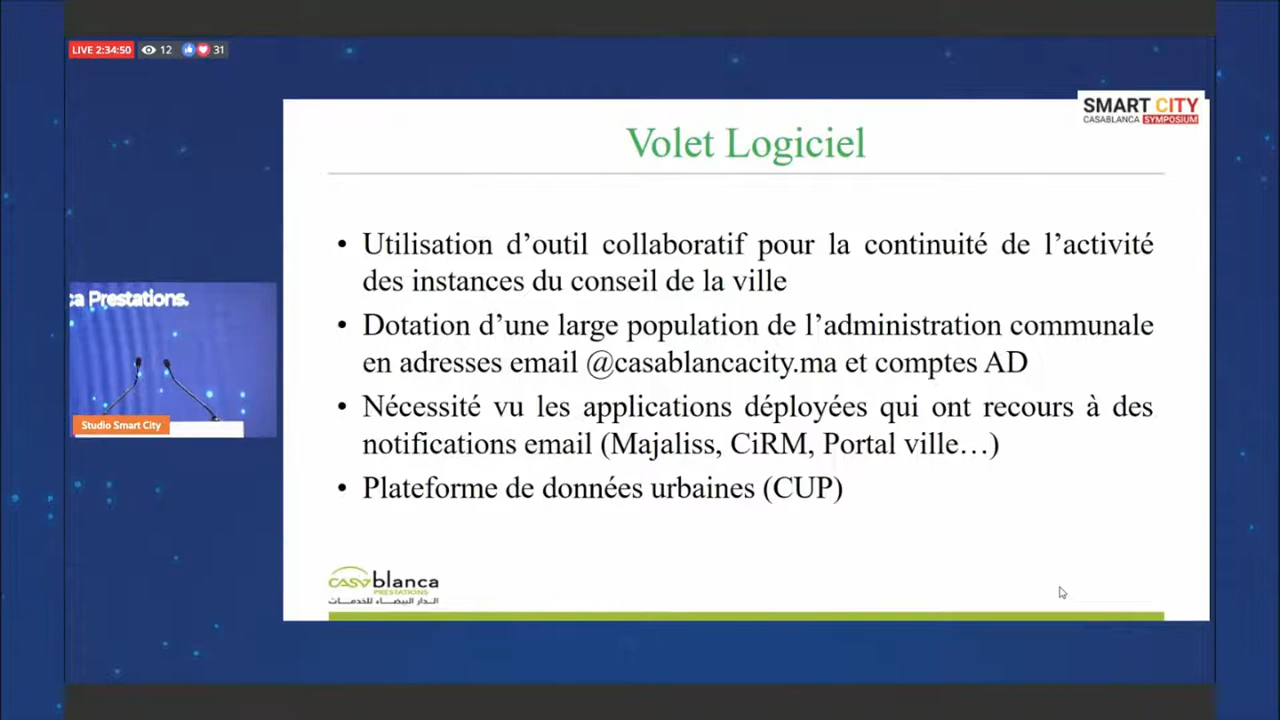 LIVE 2:34:50 12 31
SMART CITY
CASABLANCA SYMPOSIUM
Volet Logiciel
• Utilisation d’outil collaboratif pour la continuité de l’activité
des instances du conseil de la ville
• Dotation d’une large population de l’administration communale
en adresses email @casablancacity.ma et comptes AD
• Nécessité vu les applications déployées qui ont recours à des
notifications email (Majaliss, CiRM, Portal ville…)
• Plateforme de données urbaines (CUP)
ca Prestations.
Studio Smart City
CASAblanca
PRESTATIONS
الدار البيضاء للخدمات